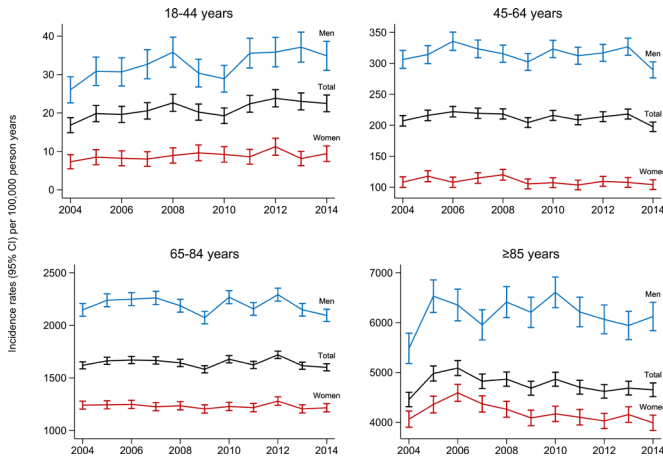 Incidence rates (95% CI) per 100,000 person years
18-44 years
40
30
20
10
0
Men
Total
Women
2004 2006 2008 2010 2012 2014
45-64 years
350
300
250
200
150
100
Men
Total
Women
2004 2006 2008 2010 2012 2014
65-84 years
2500
2000
1500
1000
Men
Total
Women
2004 2006 2008 2010 2012 2014
≥85 years
7000
6000
5000
4000
Men
Total
Women
2004 2006 2008 2010 2012 2014